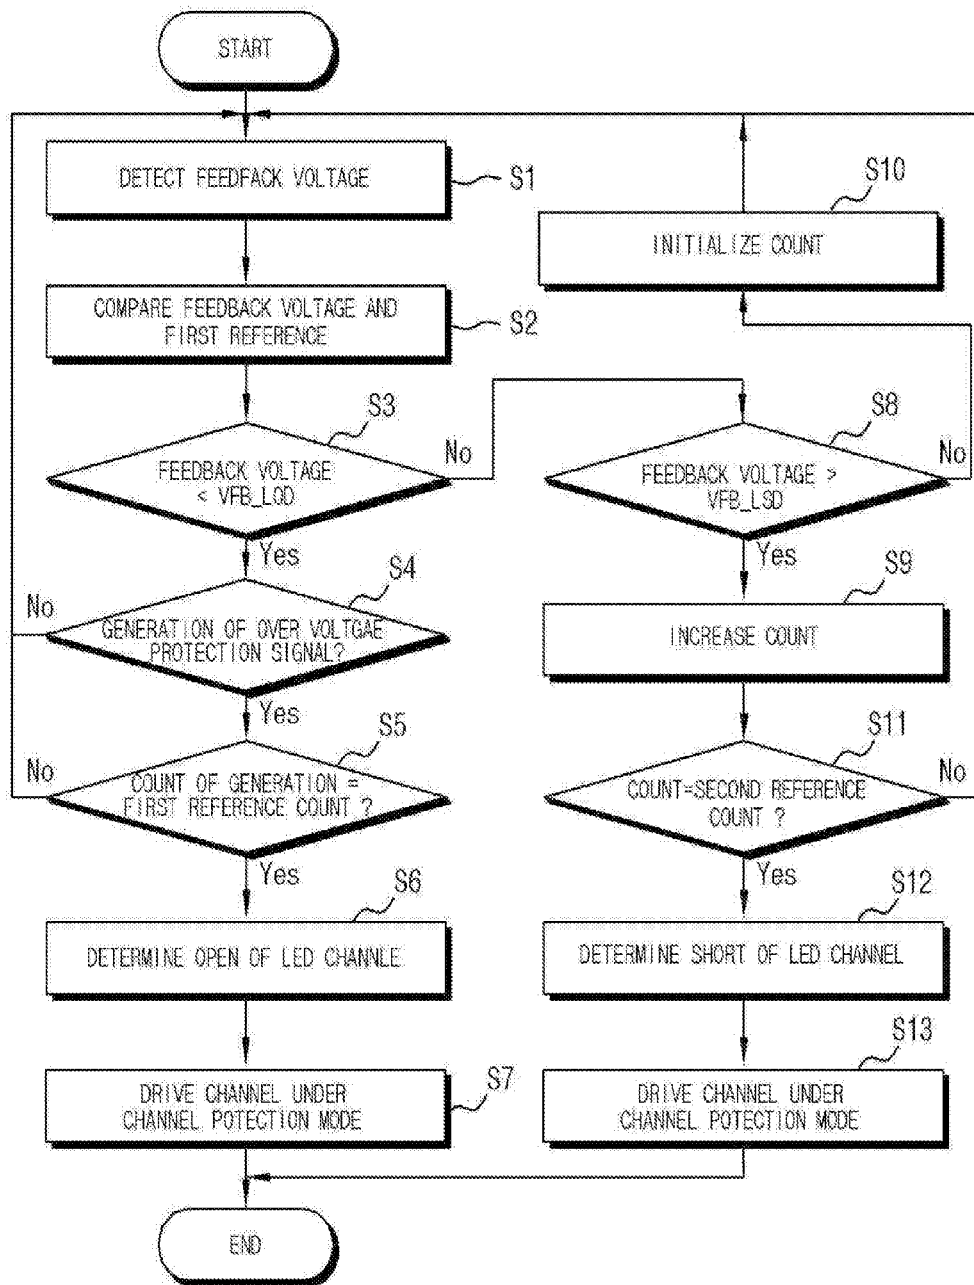 START
DETECT FEEDFACK VOLTAGE
S1
COMPARE FEEDBACK VOLTAGE AND
FIRST REFERENCE
S2
S3
FEEDBACK VOLTAGE
< VFB_LOD
No
Yes
S4
GENERATION OF OVER VOLTGAE
PROTECTION SIGNAL?
No
Yes
S5
COUNT OF GENERATION =
FIRST REFERENCE COUNT ?
No
Yes
S6
DETERMINE OPEN OF LED CHANNLE
DRIVE CHANNEL UNDER
CHANNEL POTECTION MODE
S7
END
S10
INITIALIZE COUNT
S8
FEEDBACK VOLTAGE >
VFB_LSD
No
Yes
S9
INCREASE COUNT
S11
COUNT=SECOND REFERENCE
COUNT ?
No
Yes
S12
DETERMINE SHORT OF LED CHANNEL
S13
DRIVE CHANNEL UNDER
CHANNEL POTECTION MODE